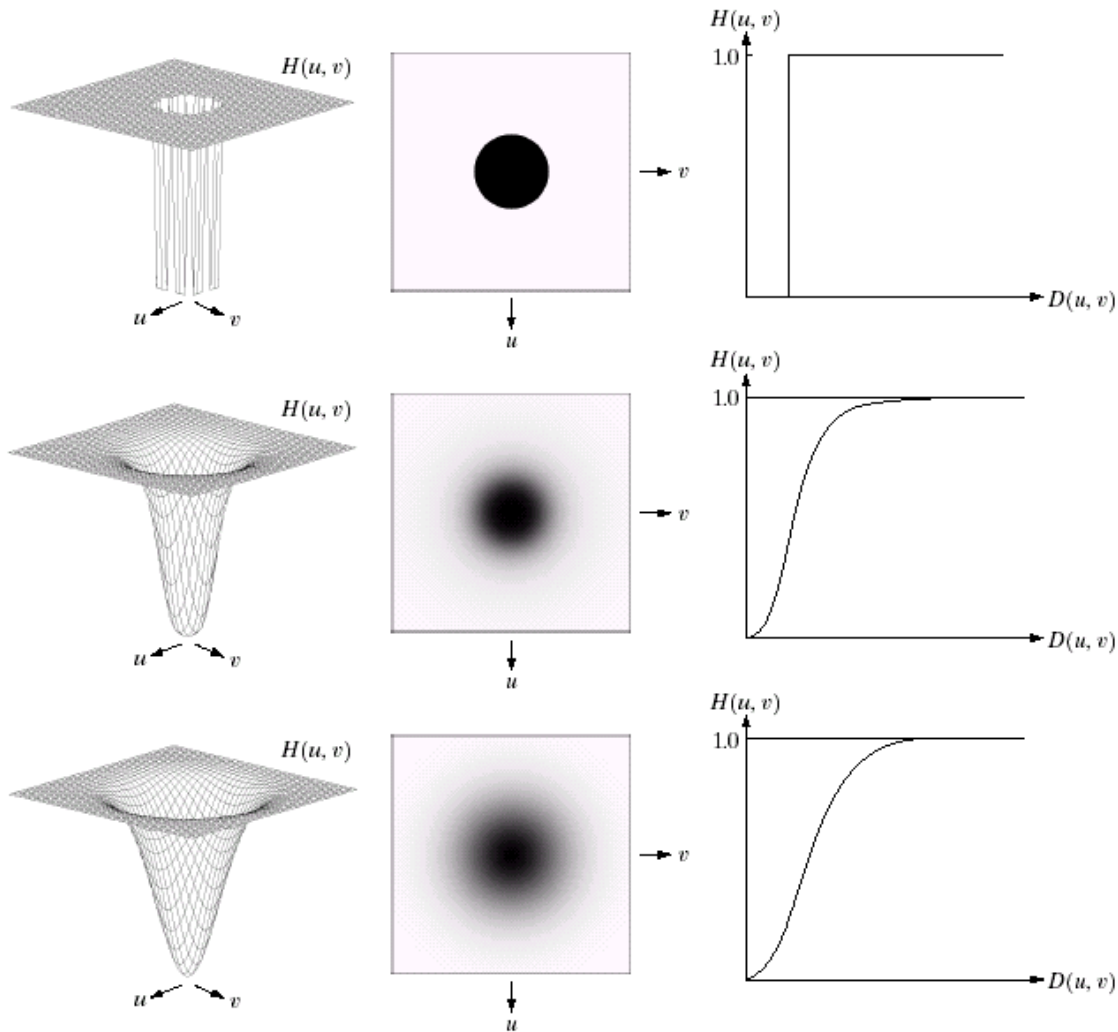 H(u, v)
u
v
v
u
H(u, v)
1.0
D(u, v)
H(u, v)
u
v
v
u
H(u, v)
1.0
D(u, v)
H(u, v)
u
v
v
u
H(u, v)
1.0
D(u, v)